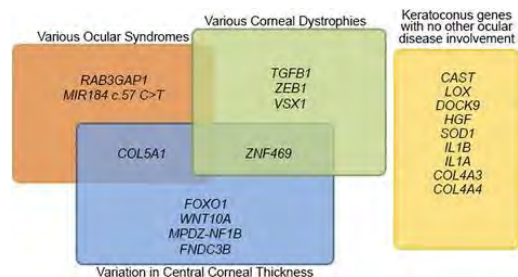 Various Corneal Dystrophies
Keratoconus genes
with no other ocular
disease involvement
Various Ocular Syndromes
RAB3GAP1
MIR184 c.57 C>T
TGFB1
ZEB1
VSX1
CAST
LOX
DOCK9
HGF
SOD1
IL1B
IL1A
COL4A3
COL4A4
COL5A1
ZNF469
FOXO1
WNT10A
MPDZ-NF1B
FNDC3B
Variation in Central Corneal Thickness